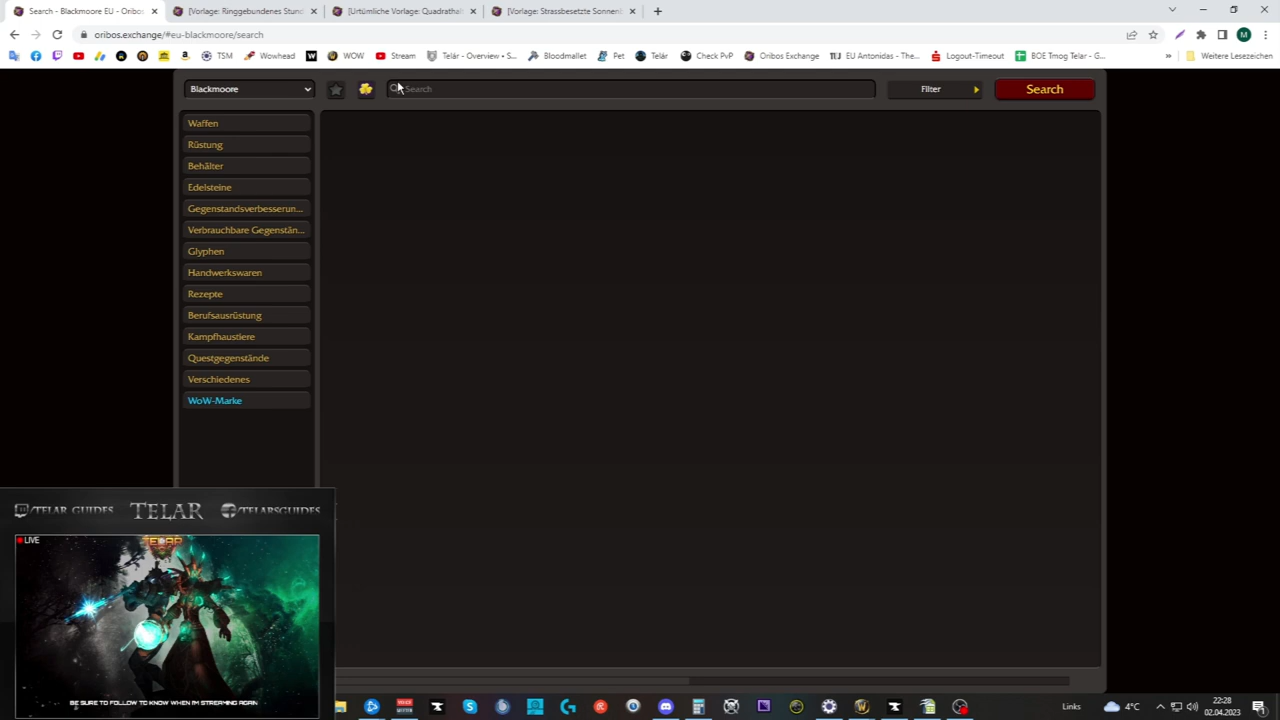 Search - Blackmoore EU - Oribos
[Vorlage: Ringgebundenes Stund
[Urtümliche Vorlage: Quadrathai
[Vorlage: Strassbesetzte Sonneni
oribos.exchange/#eu-blackmoore/search
TSM
Wowhead
WOW
Stream
Telár - Overview • S...
Bloodmallet
Pet
Telár
Check PvP
Oribos Exchange
EU Antonidas - The...
Logout-Timeout
BOE Tmog Telar - G...
»
Weitere Lesezeichen
Blackmoore
Search
Filter
Search
Waffen
Rüstung
Behälter
Edelsteine
Gegenstandsverbesserun...
Verbrauchbare Gegenstän...
Glyphen
Handwerkswaren
Rezepte
Berufsausrüstung
Kampfhaustiere
Questgegenstände
Verschiedenes
WoW-Marke
/TELAR GUIDES TELAR /TELARSGUIDES
LIVE
BE SURE TO FOLLOW TO KNOW WHEN I'M STREAMING AGAIN
Links
4°C
22:28
02.04.2023